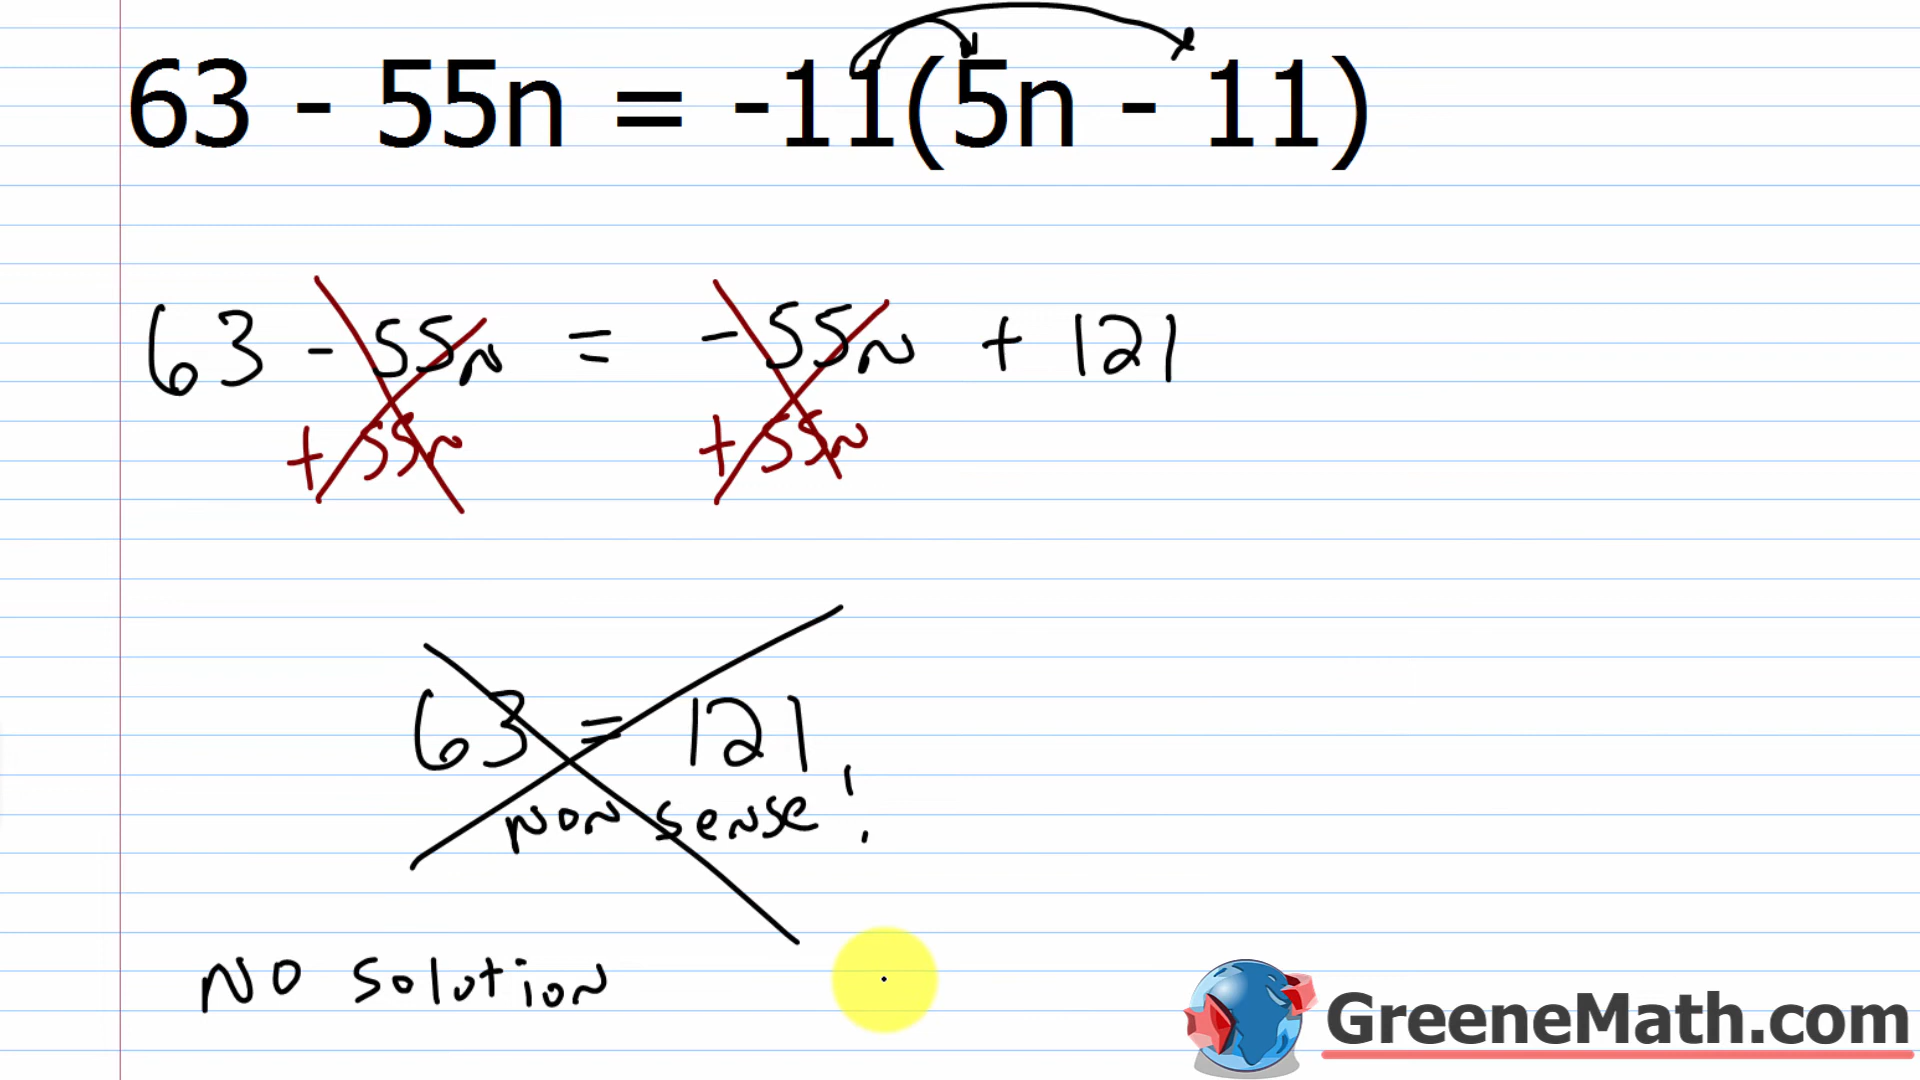 63 - 55n = -11(5n - 11)
63 - 55n = -55n + 121
+ 55n + 55n
63 = 121
non sense!
NO Solution
GreeneMath.com